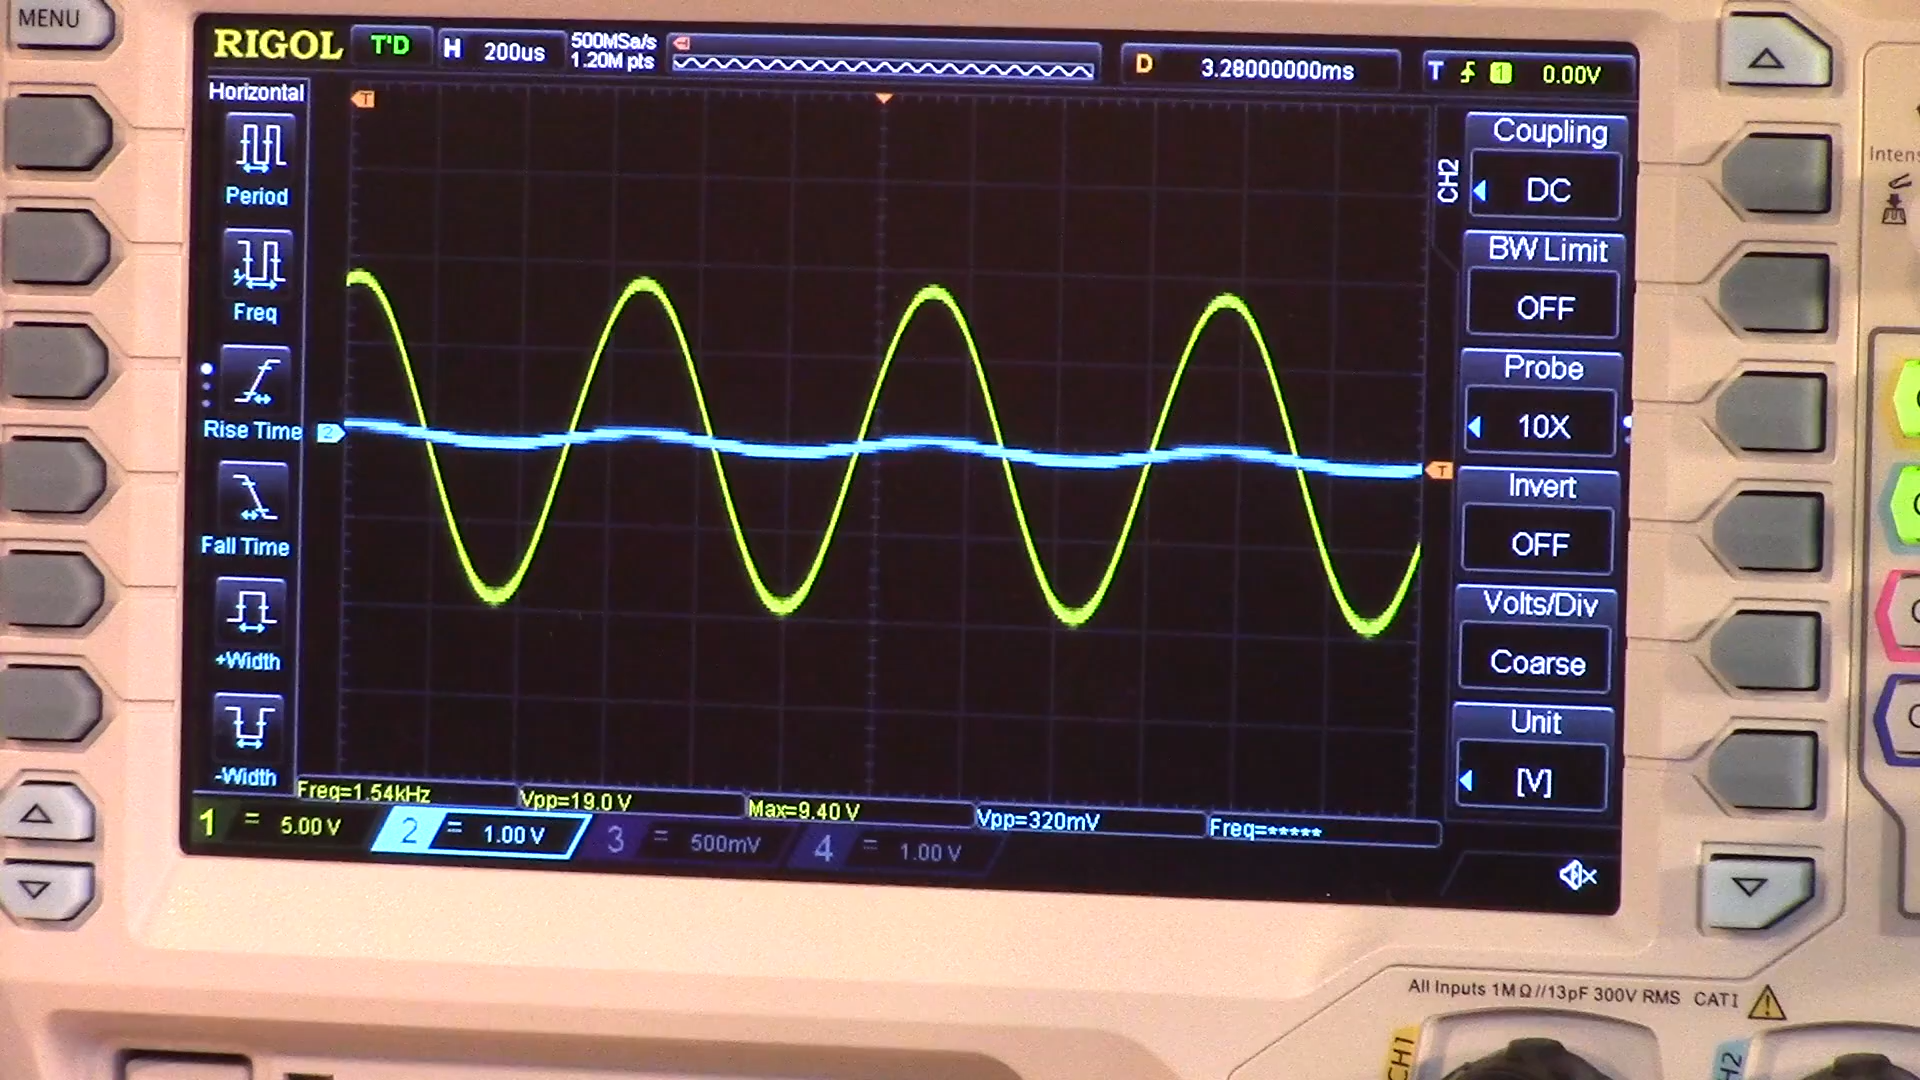 MENU
RIGOL T'D H 200us 500MSa/s D 3.28000000ms T 1 0.00V
1.20M pts
Horizontal
Period
Freq
Rise Time
Fall Time
+Width
-Width
T
2
T
CH2
Coupling
DC
BW Limit
OFF
Probe
10X
Invert
OFF
Volts/Div
Coarse
Unit
[V]
Freq=1.54kHz Vpp=19.0 V Max=9.40 V Vpp=320mV Freq=*****
1 = 5.00 V 2 = 1.00 V 3 = 500mV 4 = 1.00 V
All Inputs 1MΩ//13pF 300V RMS CAT I
CH1